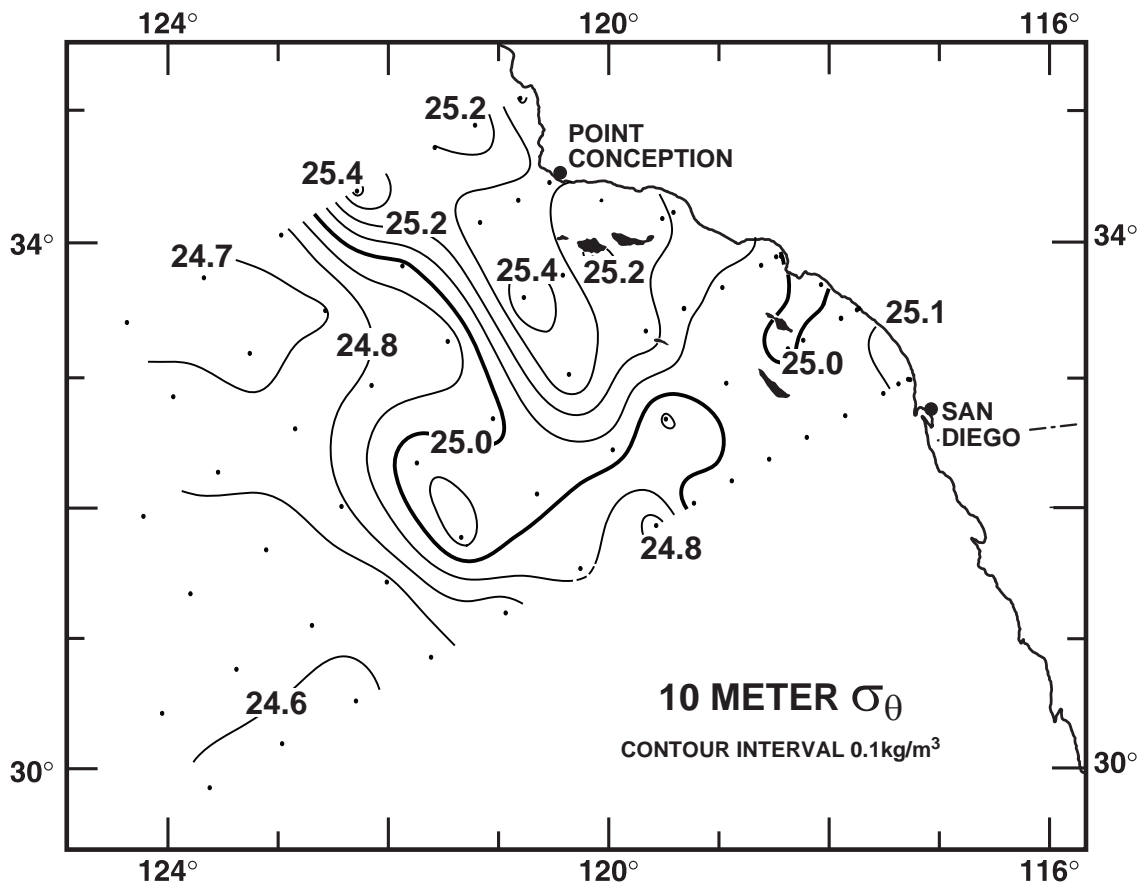 124° 120° 116°
25.2
POINT
CONCEPTION
25.4
25.2
34° 34°
24.7
25.4 25.2
25.1
24.8
25.0
SAN
DIEGO
25.0
24.8
10 METER σθ
24.6
CONTOUR INTERVAL 0.1kg/m³
30° 30°
124° 120° 116°